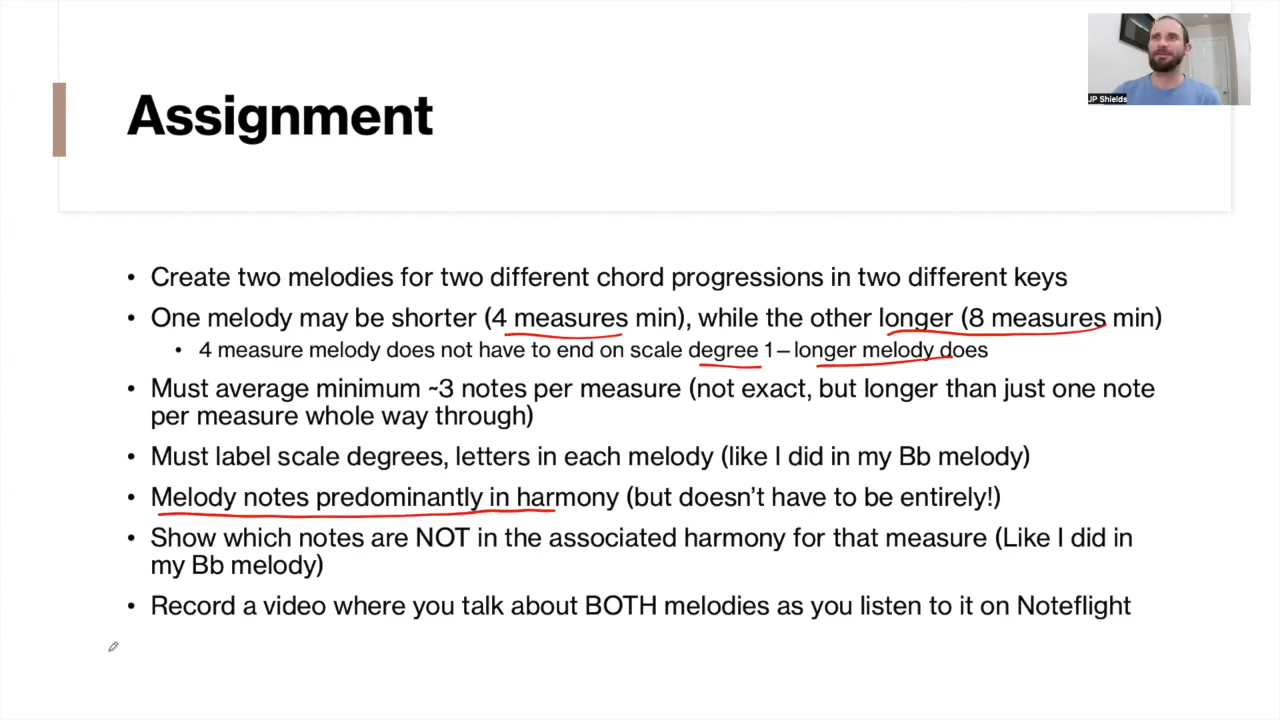 JP Shields
Assignment
• Create two melodies for two different chord progressions in two different keys
• One melody may be shorter (4 measures min), while the other longer (8 measures min)
• 4 measure melody does not have to end on scale degree 1 – longer melody does
• Must average minimum ~3 notes per measure (not exact, but longer than just one note
per measure whole way through)
• Must label scale degrees, letters in each melody (like I did in my Bb melody)
• Melody notes predominantly in harmony (but doesn't have to be entirely!)
• Show which notes are NOT in the associated harmony for that measure (Like I did in
my Bb melody)
• Record a video where you talk about BOTH melodies as you listen to it on Noteflight